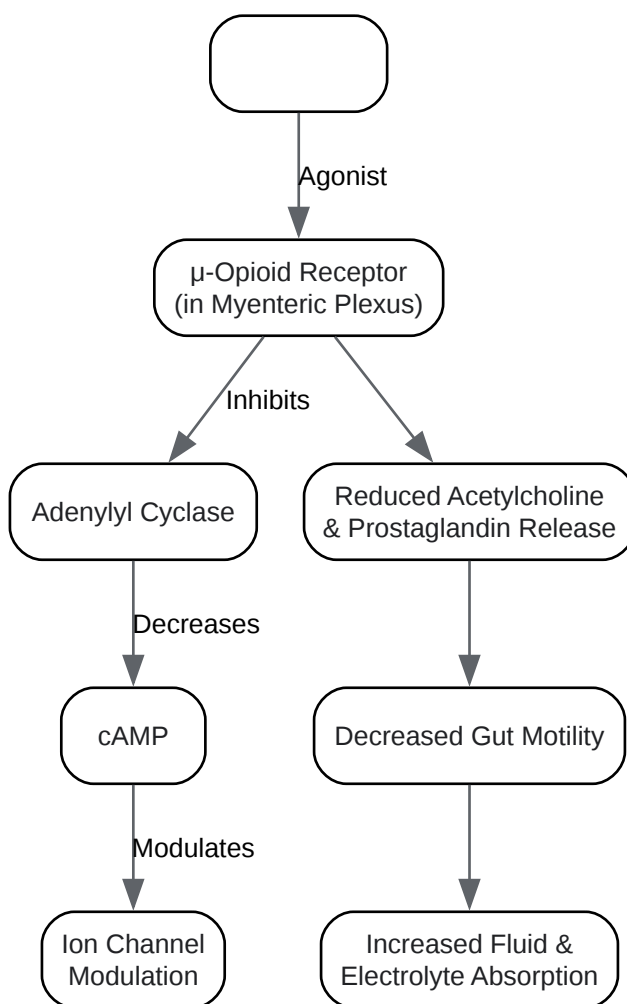 Agonist
μ-Opioid Receptor
(in Myenteric Plexus)
Inhibits
Adenylyl Cyclase
Reduced Acetylcholine
& Prostaglandin Release
Decreases
cAMP
Decreased Gut Motility
Modulates
Ion Channel
Modulation
Increased Fluid &
Electrolyte Absorption